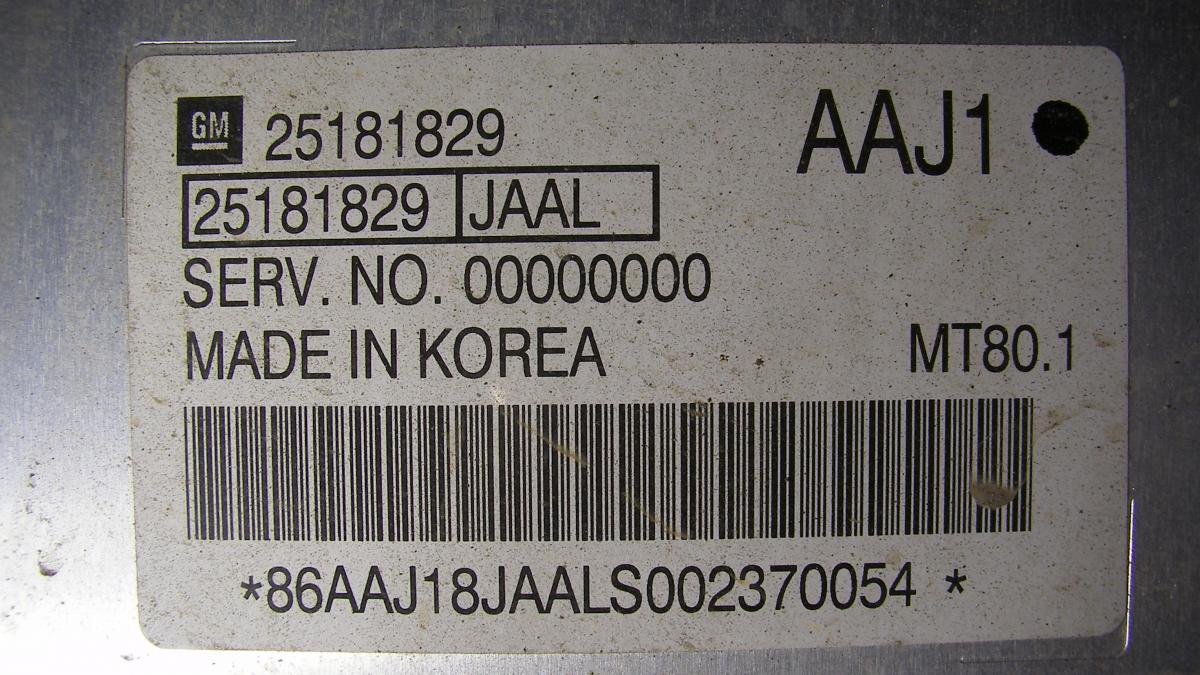 GM 25181829 AAJ1
25181829 JAAL
SERV. NO. 00000000
MADE IN KOREA MT80.1
*86AAJ18JAALS002370054 *